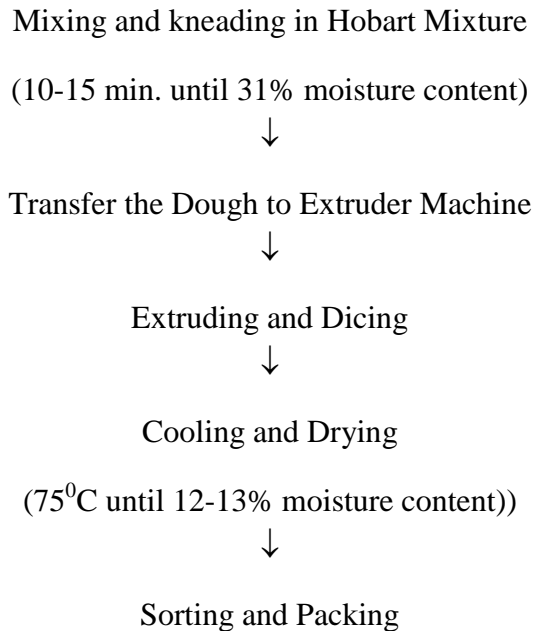 Mixing and kneading in Hobart Mixture
(10-15 min. until 31% moisture content)
↓
Transfer the Dough to Extruder Machine
↓
Extruding and Dicing
↓
Cooling and Drying
(75⁰C until 12-13% moisture content))
↓
Sorting and Packing